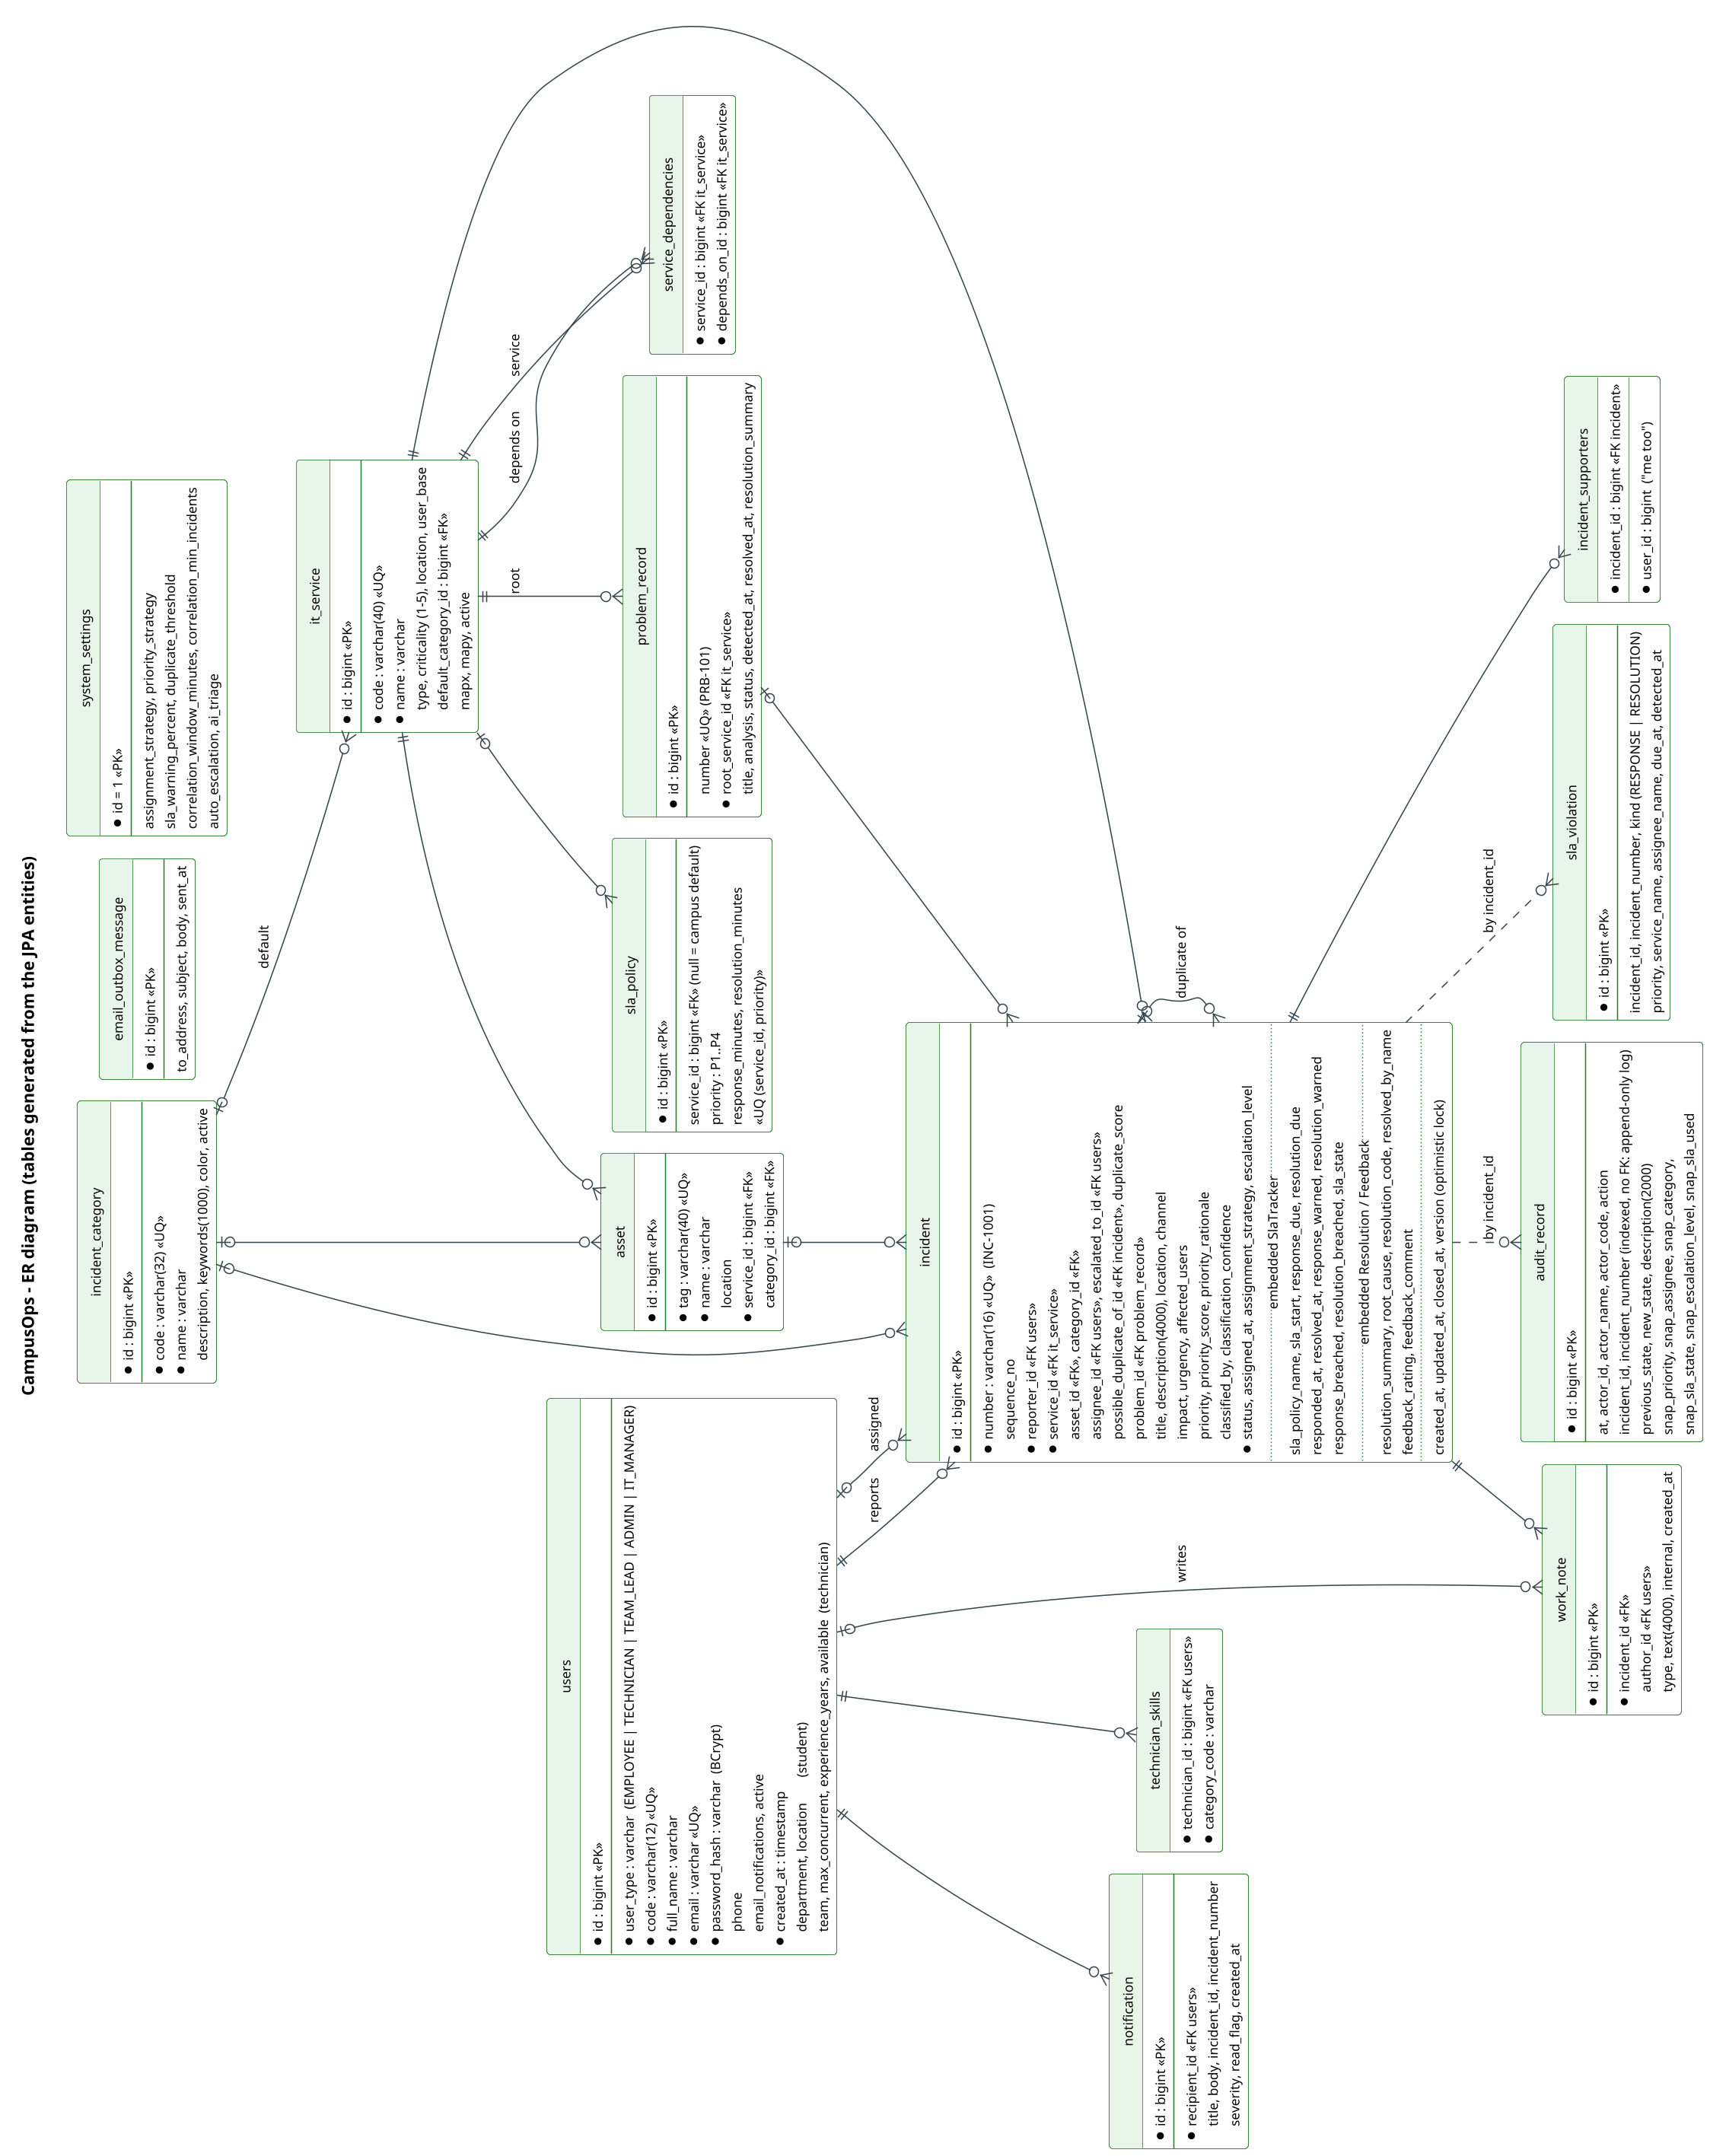 CampusOps - ER diagram (tables generated from the JPA entities)
incident_category
● id : bigint «PK»
● code : varchar(32) «UQ»
● name : varchar
description, keywords(1000), color, active
email_outbox_message
● id : bigint «PK»
to_address, subject, body, sent_at
system_settings
● id = 1 «PK»
assignment_strategy, priority_strategy
sla_warning_percent, duplicate_threshold
correlation_window_minutes, correlation_min_incidents
auto_escalation, ai_triage
default
it_service
● id : bigint «PK»
● code : varchar(40) «UQ»
● name : varchar
type, criticality (1-5), location, user_base
default_category_id : bigint «FK»
mapx, mapy, active
root
depends on
service
users
● id : bigint «PK»
● user_type : varchar (EMPLOYEE | TECHNICIAN | TEAM_LEAD | ADMIN | IT_MANAGER)
● code : varchar(12) «UQ»
● full_name : varchar
● email : varchar «UQ»
● password_hash : varchar (BCrypt)
phone
email_notifications, active
● created_at : timestamp
department, location (student)
team, max_concurrent, experience_years, available (technician)
asset
● id : bigint «PK»
● tag : varchar(40) «UQ»
● name : varchar
location
● service_id : bigint «FK»
category_id : bigint «FK»
sla_policy
● id : bigint «PK»
service_id : bigint «FK» (null = campus default)
priority : P1..P4
response_minutes, resolution_minutes
«UQ (service_id, priority)»
problem_record
● id : bigint «PK»
number «UQ» (PRB-101)
● root_service_id «FK it_service»
title, analysis, status, detected_at, resolved_at, resolution_summary
service_dependencies
● service_id : bigint «FK it_service»
● depends_on_id : bigint «FK it_service»
reports
assigned
incident
● id : bigint «PK»
● number : varchar(16) «UQ» (INC-1001)
sequence_no
● reporter_id «FK users»
● service_id «FK it_service»
asset_id «FK», category_id «FK»
assignee_id «FK users», escalated_to_id «FK users»
possible_duplicate_of_id «FK incident», duplicate_score
problem_id «FK problem_record»
title, description(4000), location, channel
impact, urgency, affected_users
priority, priority_score, priority_rationale
classified_by, classification_confidence
● status, assigned_at, assignment_strategy, escalation_level
embedded SlaTracker
sla_policy_name, sla_start, response_due, resolution_due
responded_at, resolved_at, response_warned, resolution_warned
response_breached, resolution_breached, sla_state
embedded Resolution / Feedback
resolution_summary, root_cause, resolution_code, resolved_by_name
feedback_rating, feedback_comment
created_at, updated_at, closed_at, version (optimistic lock)
notification
● id : bigint «PK»
● recipient_id «FK users»
title, body, incident_id, incident_number
severity, read_flag, created_at
technician_skills
● technician_id : bigint «FK users»
● category_code : varchar
writes
duplicate of
by incident_id
by incident_id
work_note
● id : bigint «PK»
● incident_id «FK»
author_id «FK users»
type, text(4000), internal, created_at
audit_record
● id : bigint «PK»
at, actor_id, actor_name, actor_code, action
incident_id, incident_number (indexed, no FK: append-only log)
previous_state, new_state, description(2000)
snap_priority, snap_assignee, snap_category,
snap_sla_state, snap_escalation_level, snap_sla_used
sla_violation
● id : bigint «PK»
incident_id, incident_number, kind (RESPONSE | RESOLUTION)
priority, service_name, assignee_name, due_at, detected_at
incident_supporters
● incident_id : bigint «FK incident»
● user_id : bigint ("me too")